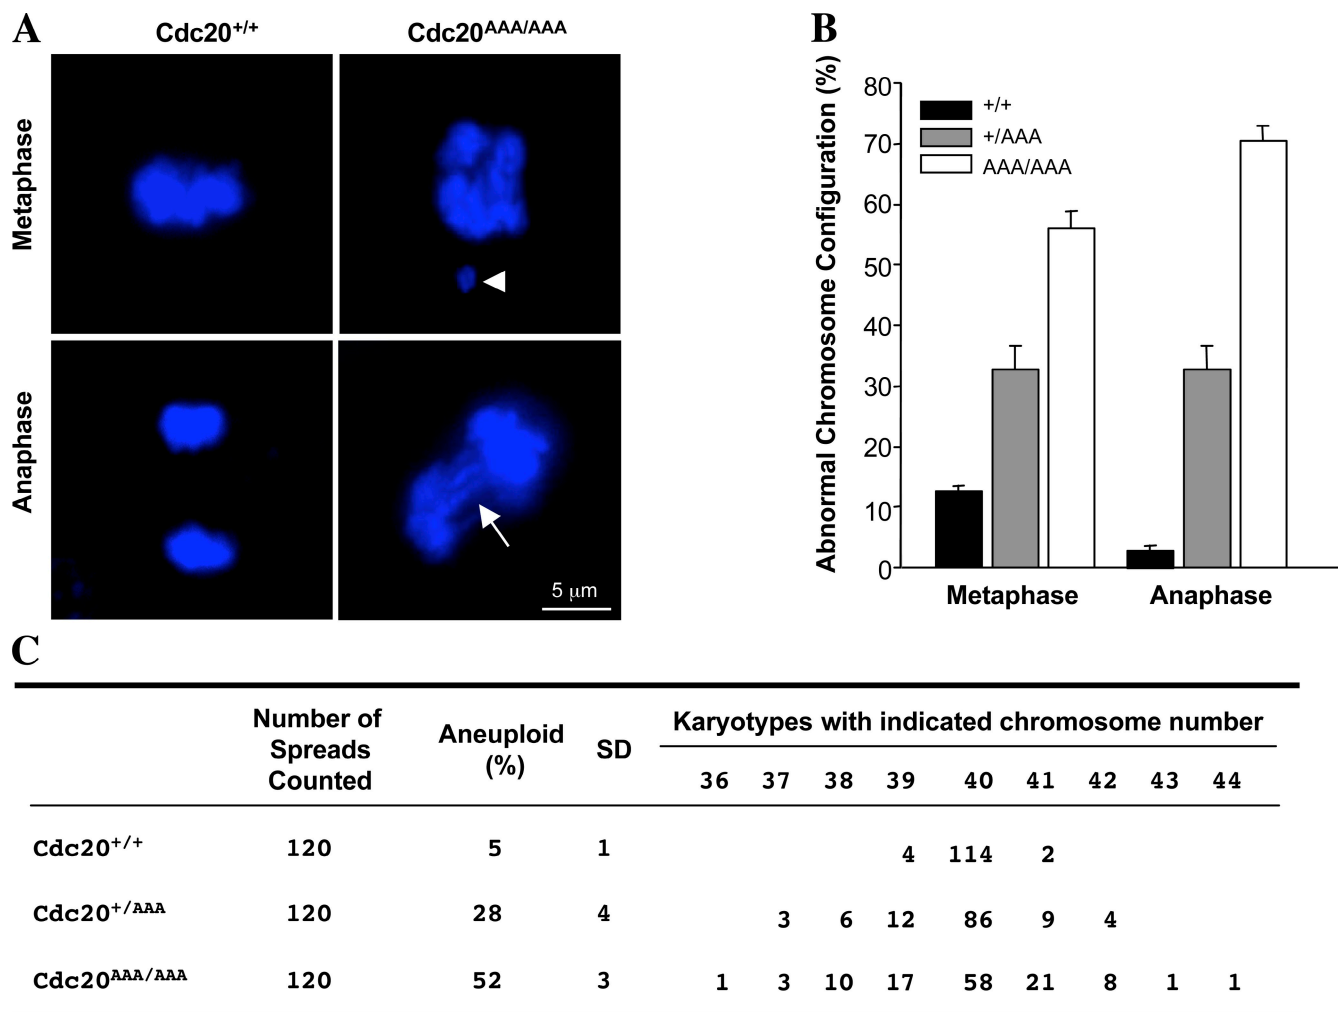 A
Cdc20+/+
Cdc20AAA/AAA
Metaphase
Anaphase
5 μm
B
Abnormal Chromosome Configuration (%)
80
70
60
50
40
30
20
10
0
+/+
+/AAA
AAA/AAA
Metaphase Anaphase
C
Number of Spreads Counted
Aneuploid (%)
SD
Karyotypes with indicated chromosome number
36 37 38 39 40 41 42 43 44
Cdc20+/+ 120 5 1 4 114 2
Cdc20+/AAA 120 28 4 3 6 12 86 9 4
Cdc20AAA/AAA 120 52 3 1 3 10 17 58 21 8 1 1